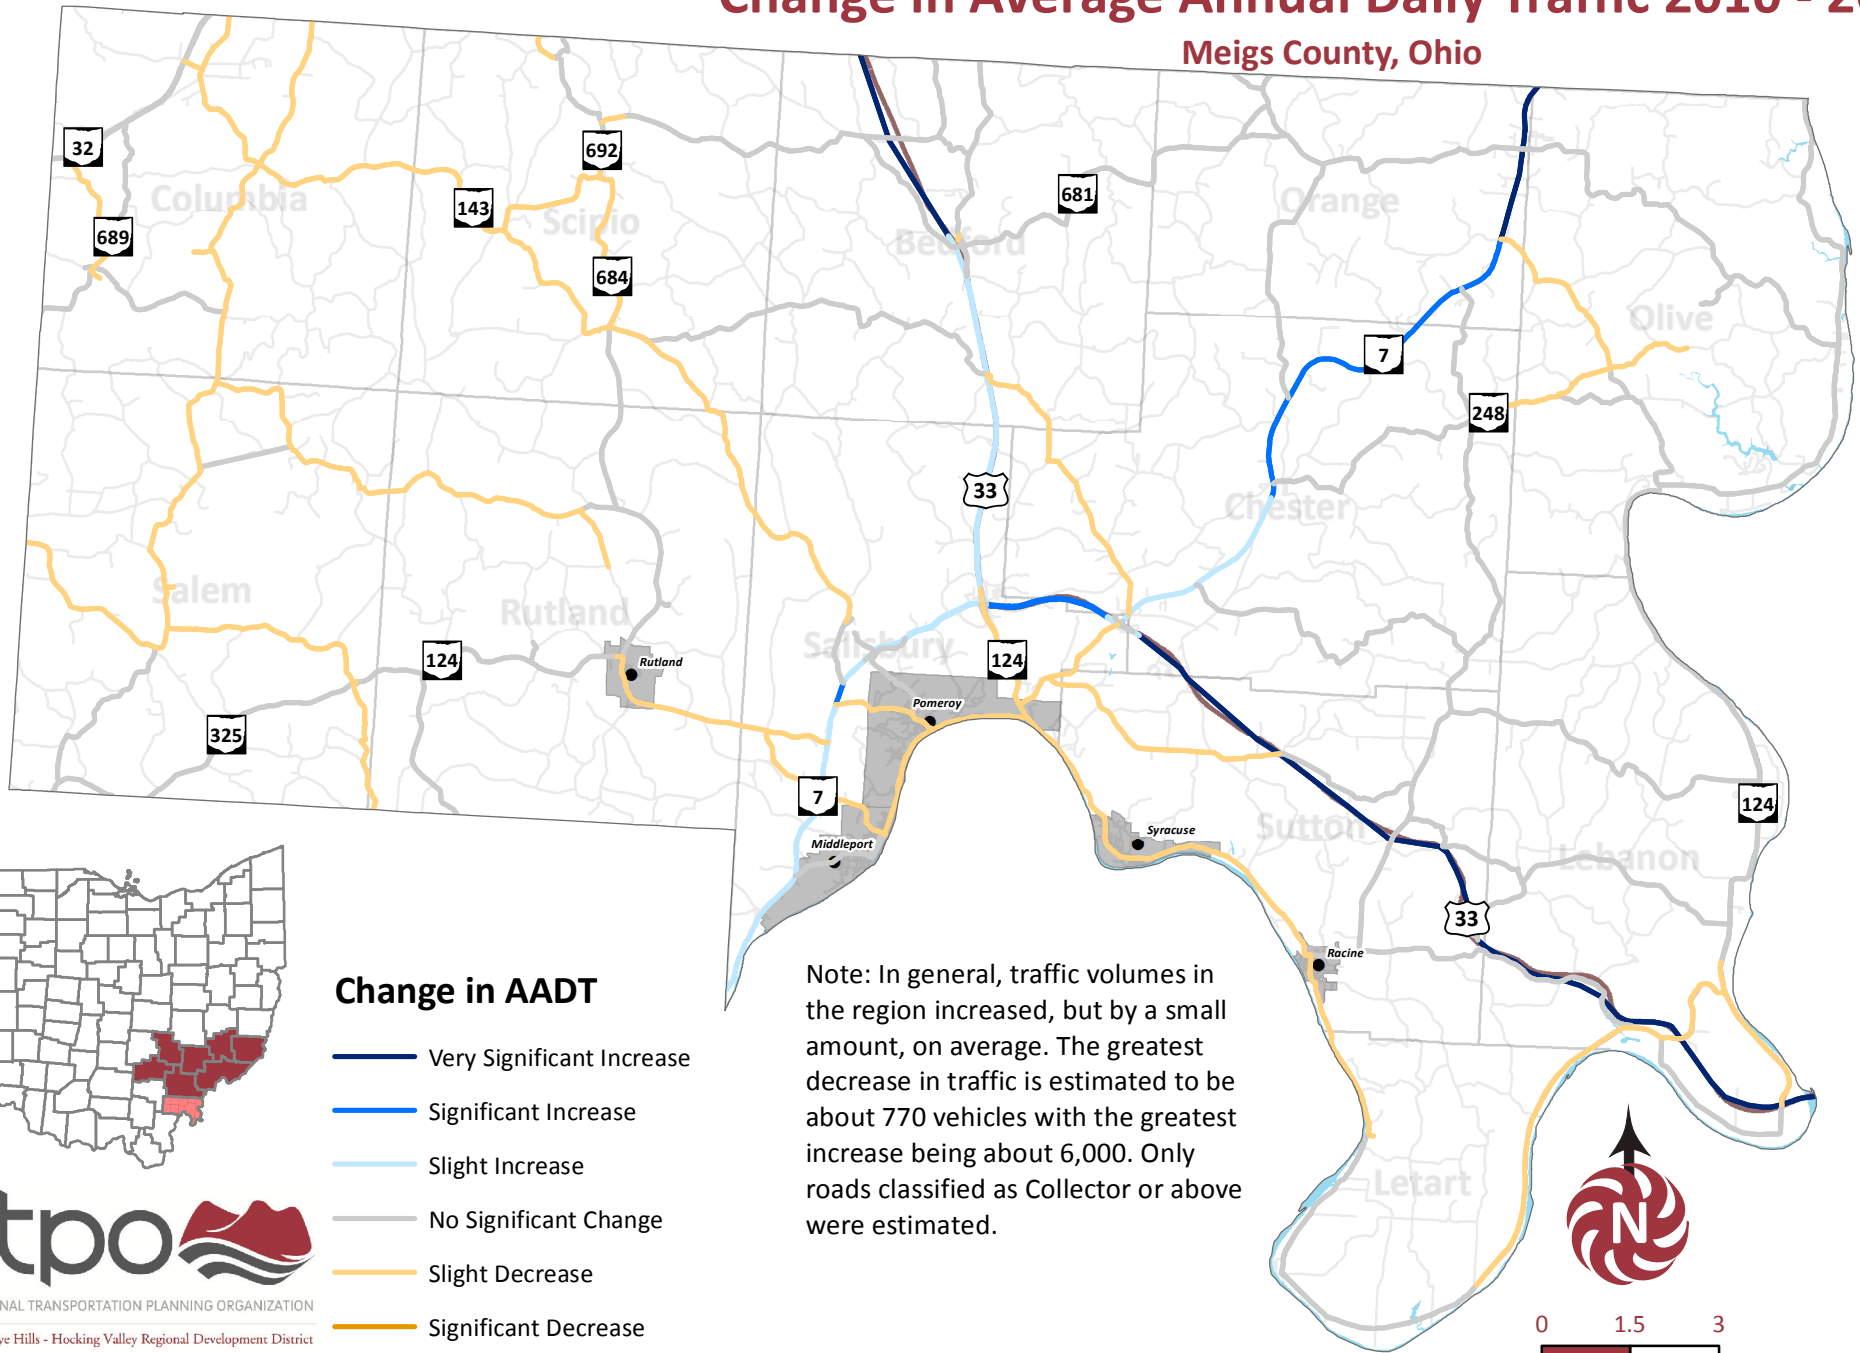 Change in Average Annual Daily Traffic 2010 - 20
Meigs County, Ohio
32
692
Columbia
143
Scipio
681
Orange
689
Bedford
684
Olive
7
248
33
Chester
Salem
Rutland
Salisbury
124
124
Rutland
Pomeroy
325
7
124
Syracuse
Sutton
Middleport
Lebanon
33
Racine
Letart
Change in AADT
Very Significant Increase
Significant Increase
Slight Increase
No Significant Change
Slight Decrease
Significant Decrease
Note: In general, traffic volumes in
the region increased, but by a small
amount, on average. The greatest
decrease in traffic is estimated to be
about 770 vehicles with the greatest
increase being about 6,000. Only
roads classified as Collector or above
were estimated.
tpo
NAL TRANSPORTATION PLANNING ORGANIZATION
ye Hills - Hocking Valley Regional Development District
N
0 1.5 3